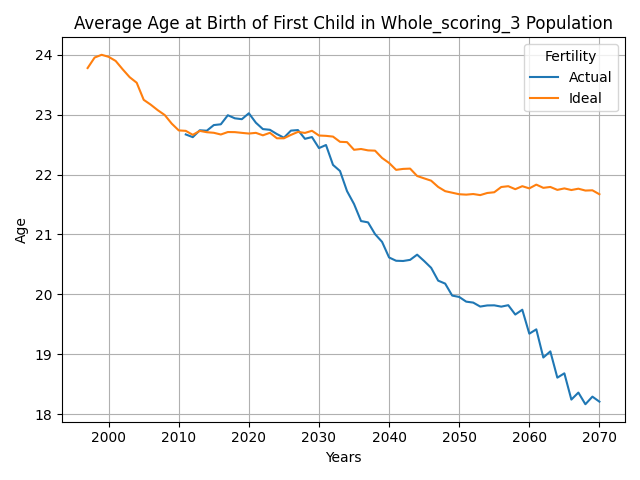 Average Age at Birth of First Child in Whole_scoring_3 Population
Fertility
Actual
Ideal
24
23
22
21
20
19
18
Age
2000 2010 2020 2030 2040 2050 2060 2070
Years